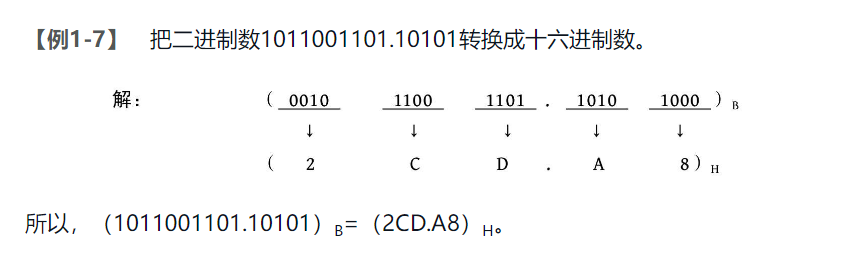 【例1-7】 把二进制数1011001101.10101转换成十六进制数。
解： ( 0010 1100 1101 . 1010 1000 ) B
↓ ↓ ↓ ↓ ↓
( 2 C D . A 8 ) H
所以，（1011001101.10101）B=（2CD.A8）H。